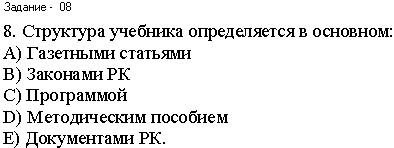 Задание - 08
8. Структура учебника определяется в основном:
A) Газетными статьями
B) Законами РК
C) Программой
D) Методическим пособием
E) Документами РК.